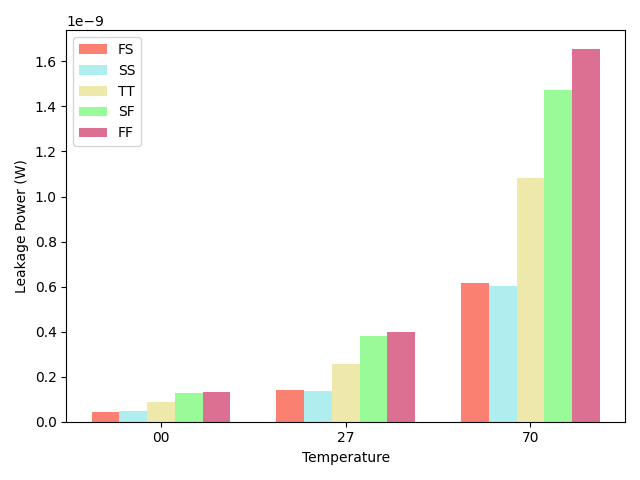 1e−9
FS
SS
TT
SF
FF
Leakage Power (W)
1.6
1.4
1.2
1.0
0.8
0.6
0.4
0.2
0.0
00 27 70
Temperature